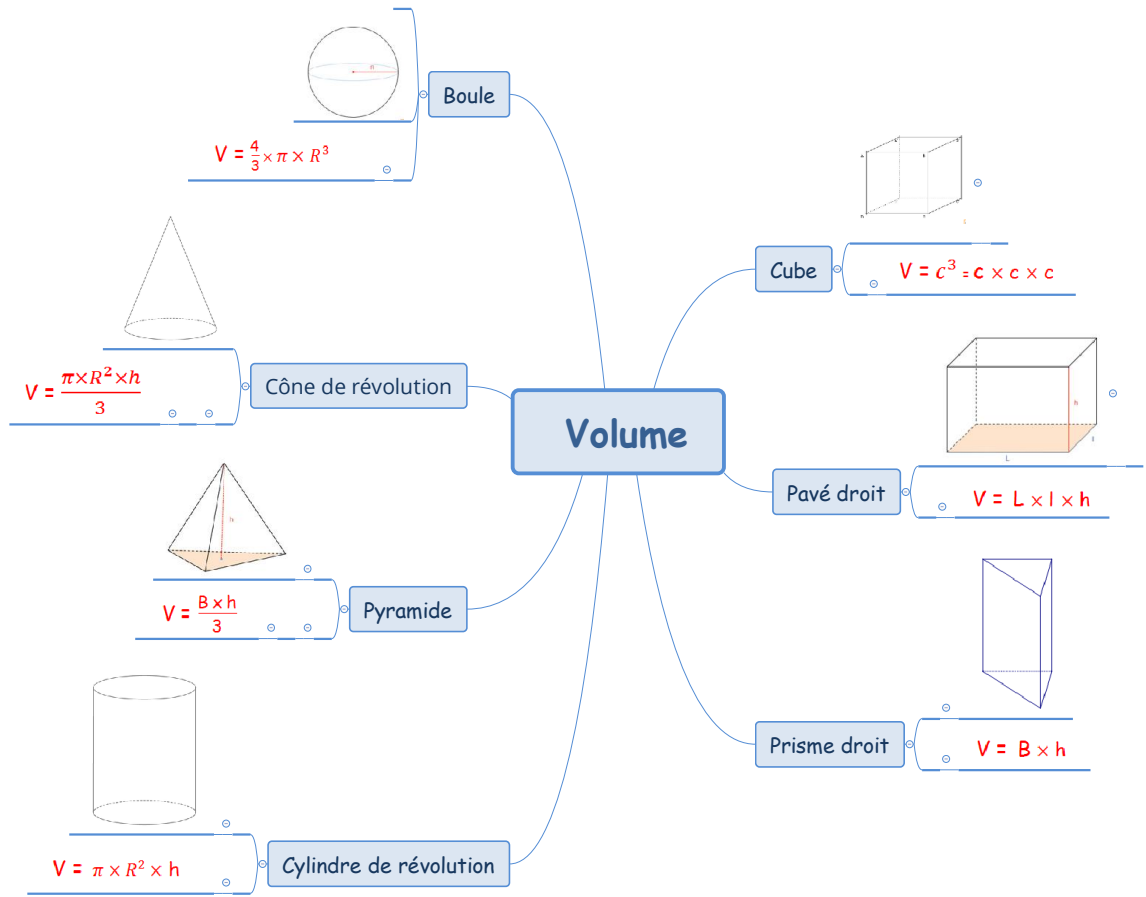 Volume
Boule
V = 4/3 × π × R³
Cône de révolution
V = π×R²×h / 3
Pyramide
h
V = B × h / 3
Cylindre de révolution
V = π × R² × h
Cube
V = c³ = c × c × c
h
l
L
Pavé droit
V = L × l × h
Prisme droit
V = B × h